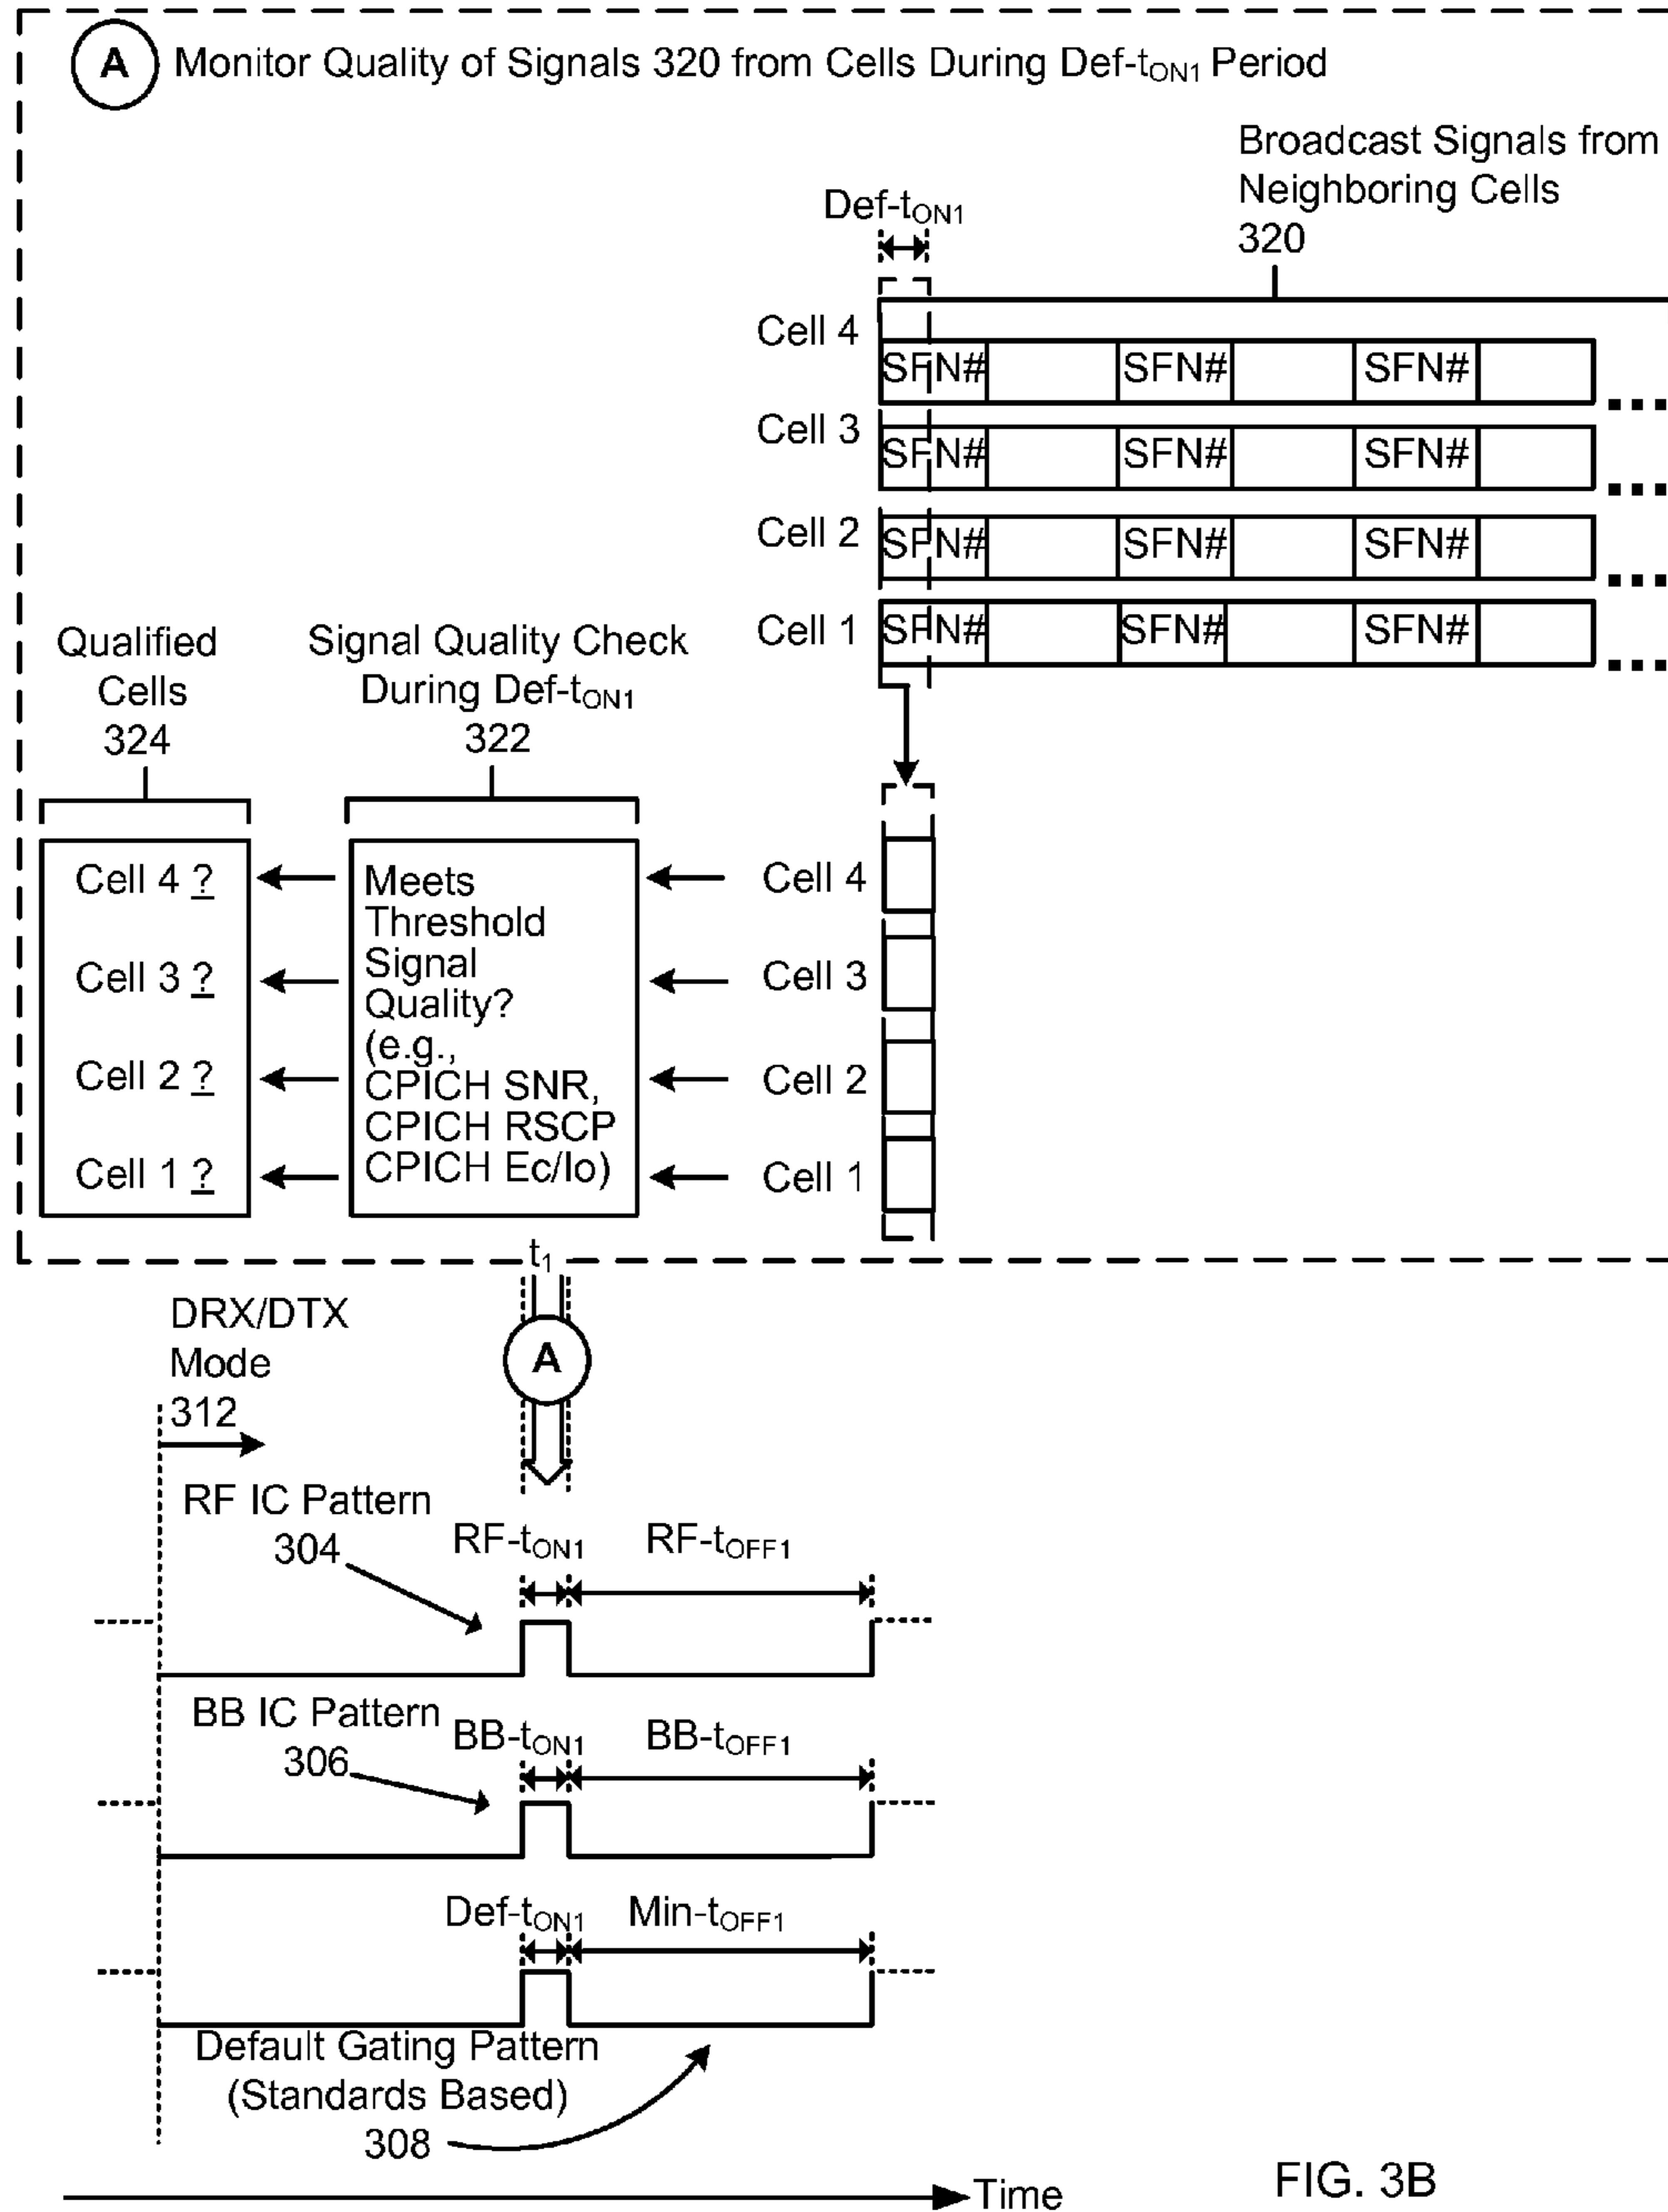 A Monitor Quality of Signals 320 from Cells During Def-tON1 Period
Broadcast Signals from
Neighboring Cells
320
Def-tON1
Cell 4
SFN# SFN# SFN#
...
Cell 3
SFN# SFN# SFN#
...
Cell 2
SFN# SFN# SFN#
...
Cell 1
SFN# SFN# SFN#
...
Qualified
Cells
324
Signal Quality Check
During Def-tON1
322
Cell 4 ?
Cell 3 ?
Cell 2 ?
Cell 1 ?
Meets
Threshold
Signal
Quality?
(e.g.,
CPICH SNR,
CPICH RSCP
CPICH Ec/Io)
Cell 4
Cell 3
Cell 2
Cell 1
t1
A
DRX/DTX
Mode
312
RF IC Pattern
304
RF-tON1
RF-tOFF1
BB IC Pattern
306
BB-tON1
BB-tOFF1
Def-tON1
Min-tOFF1
Default Gating Pattern
(Standards Based)
308
Time
FIG. 3B